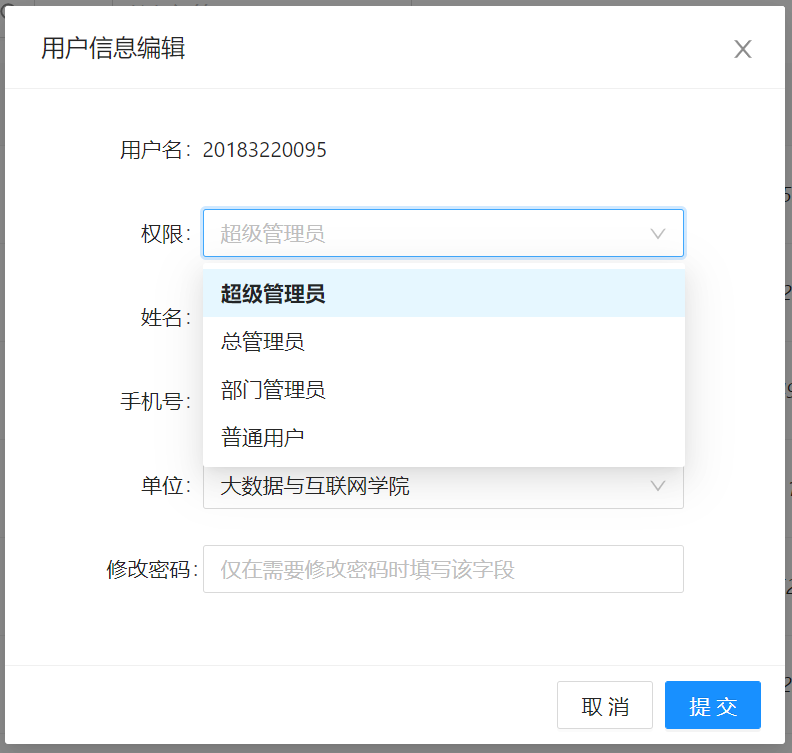 用户信息编辑
用户名: 20183220095
权限: 超级管理员
超级管理员
姓名:
总管理员
部门管理员
手机号:
普通用户
单位: 大数据与互联网学院
修改密码: 仅在需要修改密码时填写该字段
取 消 提 交